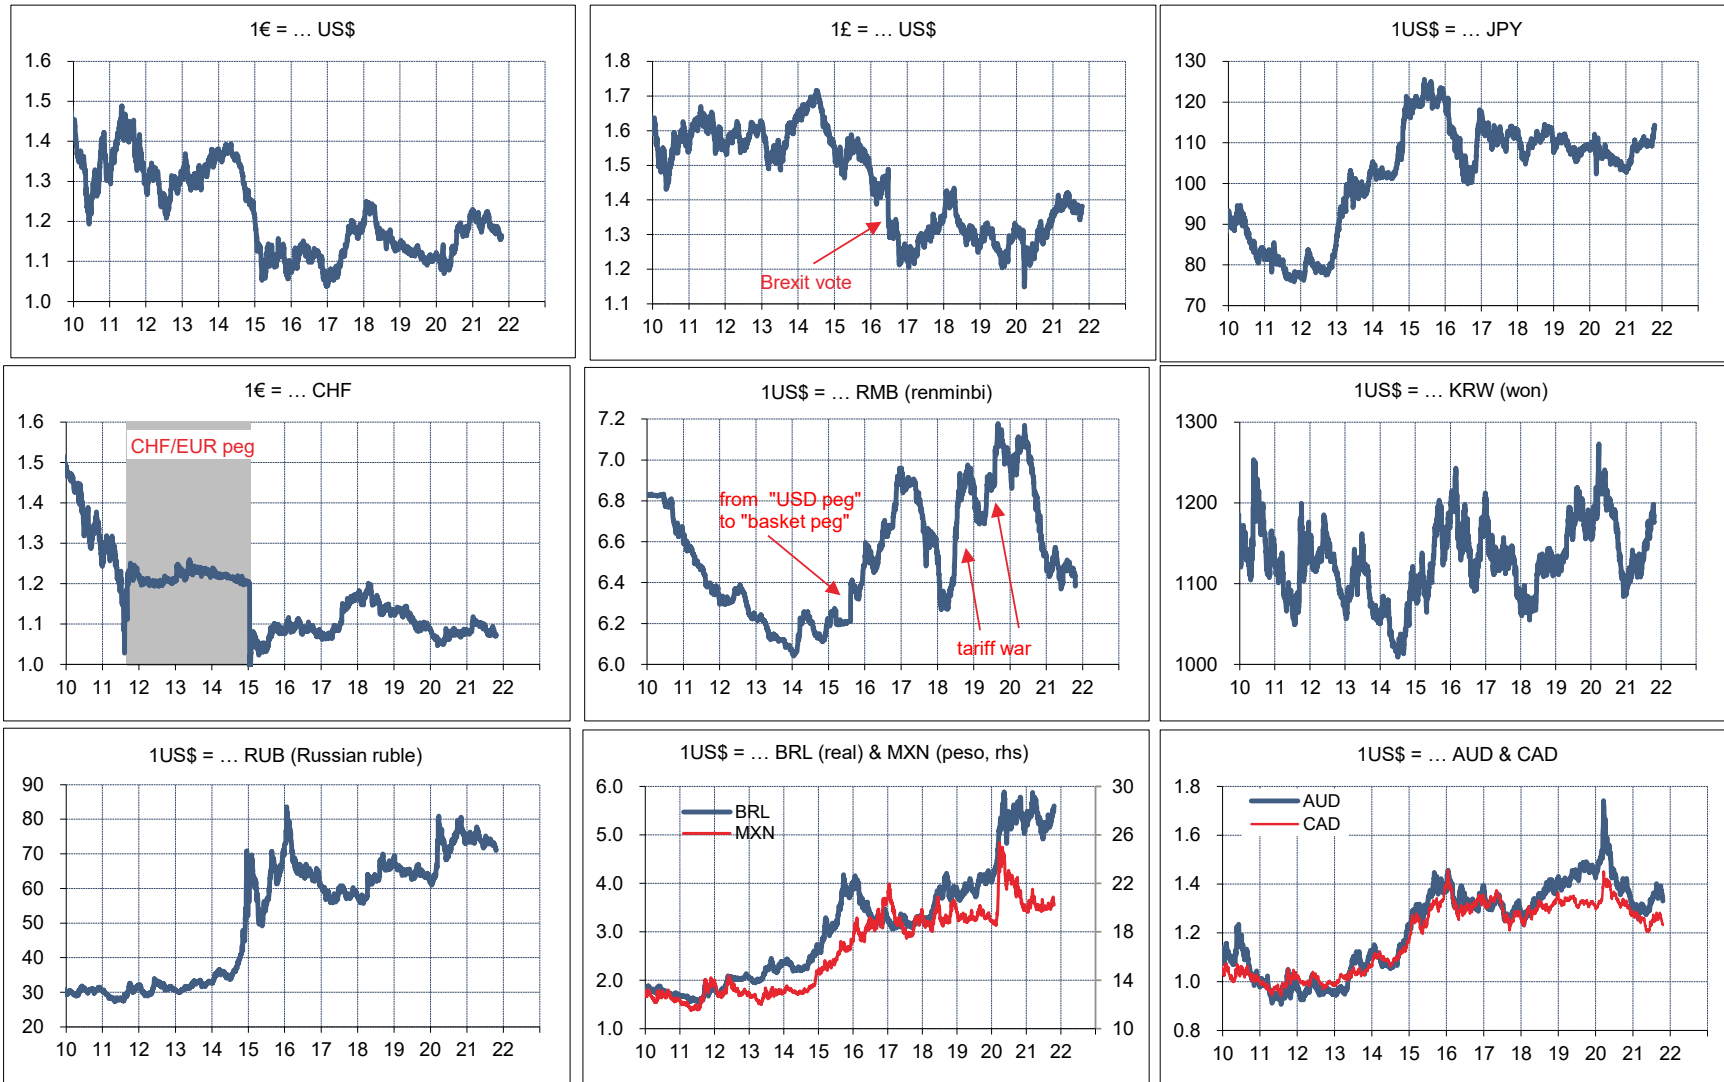 1€ = … US$
1.6
1.5
1.4
1.3
1.2
1.1
1.0
10 11 12 13 14 15 16 17 18 19 20 21 22
1£ = … US$
1.8
1.7
1.6
1.5
1.4
1.3
1.2
1.1
Brexit vote
10 11 12 13 14 15 16 17 18 19 20 21 22
1US$ = … JPY
130
120
110
100
90
80
70
10 11 12 13 14 15 16 17 18 19 20 21 22
1€ = … CHF
1.6
1.5
1.4
1.3
1.2
1.1
1.0
CHF/EUR peg
10 11 12 13 14 15 16 17 18 19 20 21 22
1US$ = … RMB (renminbi)
7.2
7.0
6.8
6.6
6.4
6.2
6.0
from "USD peg"
to "basket peg"
tariff war
10 11 12 13 14 15 16 17 18 19 20 21 22
1US$ = … KRW (won)
1300
1200
1100
1000
10 11 12 13 14 15 16 17 18 19 20 21 22
1US$ = … RUB (Russian ruble)
90
80
70
60
50
40
30
20
10 11 12 13 14 15 16 17 18 19 20 21 22
1US$ = … BRL (real) & MXN (peso, rhs)
6.0
5.0
4.0
3.0
2.0
1.0
BRL
MXN
30
26
22
18
14
10
10 11 12 13 14 15 16 17 18 19 20 21 22
1US$ = … AUD & CAD
1.8
1.6
1.4
1.2
1.0
0.8
AUD
CAD
10 11 12 13 14 15 16 17 18 19 20 21 22